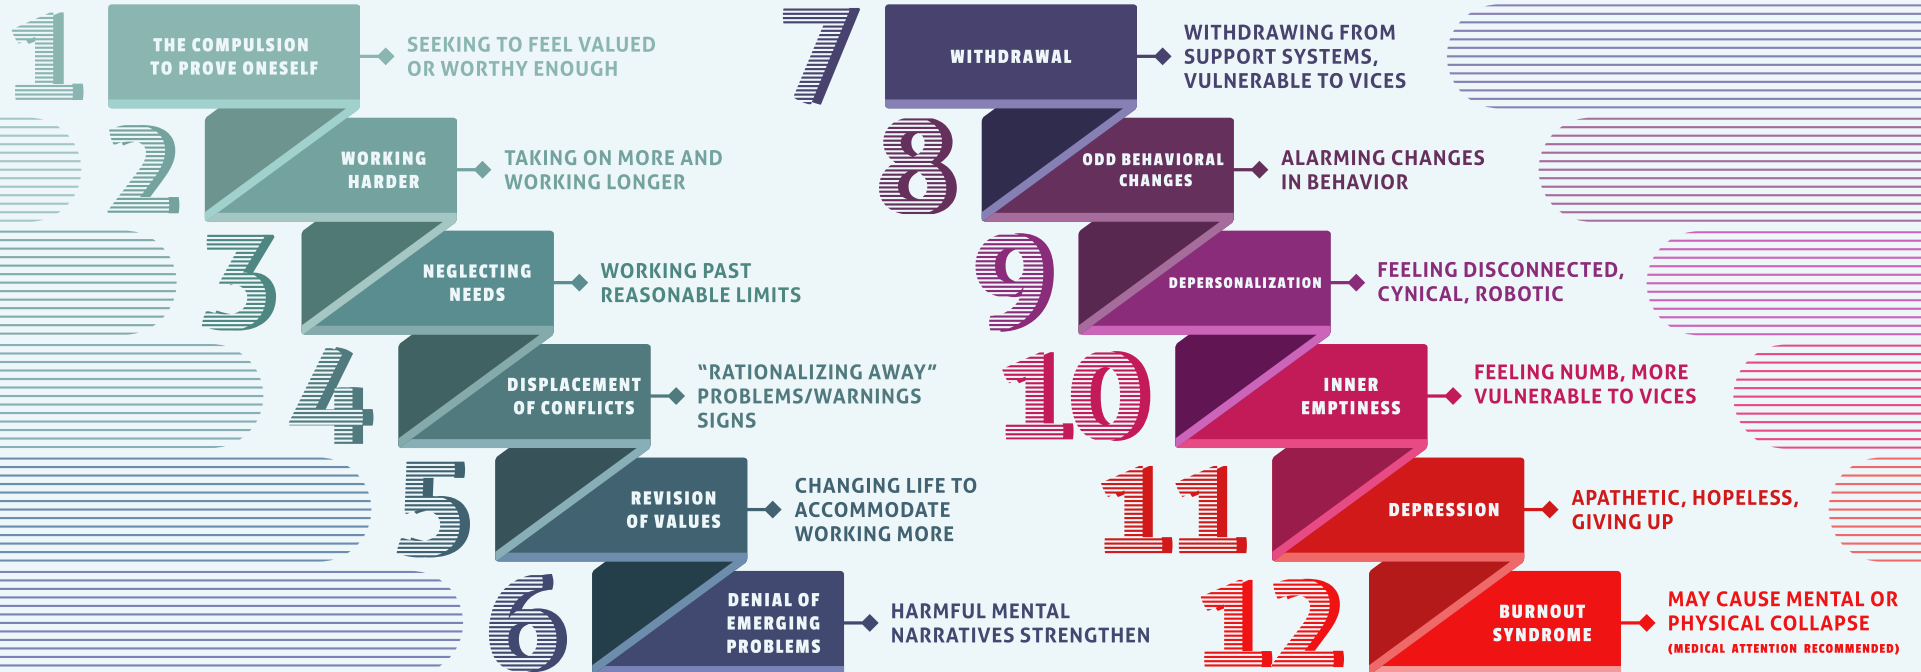 1
THE COMPULSION
TO PROVE ONESELF
SEEKING TO FEEL VALUED
OR WORTHY ENOUGH
2
WORKING
HARDER
TAKING ON MORE AND
WORKING LONGER
3
NEGLECTING
NEEDS
WORKING PAST
REASONABLE LIMITS
4
DISPLACEMENT
OF CONFLICTS
“RATIONALIZING AWAY”
PROBLEMS/WARNINGS
SIGNS
5
REVISION
OF VALUES
CHANGING LIFE TO
ACCOMMODATE
WORKING MORE
6
DENIAL OF
EMERGING
PROBLEMS
HARMFUL MENTAL
NARRATIVES STRENGTHEN
7
WITHDRAWAL
WITHDRAWING FROM
SUPPORT SYSTEMS,
VULNERABLE TO VICES
8
ODD BEHAVIORAL
CHANGES
ALARMING CHANGES
IN BEHAVIOR
9
DEPERSONALIZATION
FEELING DISCONNECTED,
CYNICAL, ROBOTIC
10
INNER
EMPTINESS
FEELING NUMB, MORE
VULNERABLE TO VICES
11
DEPRESSION
APATHETIC, HOPELESS,
GIVING UP
12
BURNOUT
SYNDROME
MAY CAUSE MENTAL OR
PHYSICAL COLLAPSE
(MEDICAL ATTENTION RECOMMENDED)